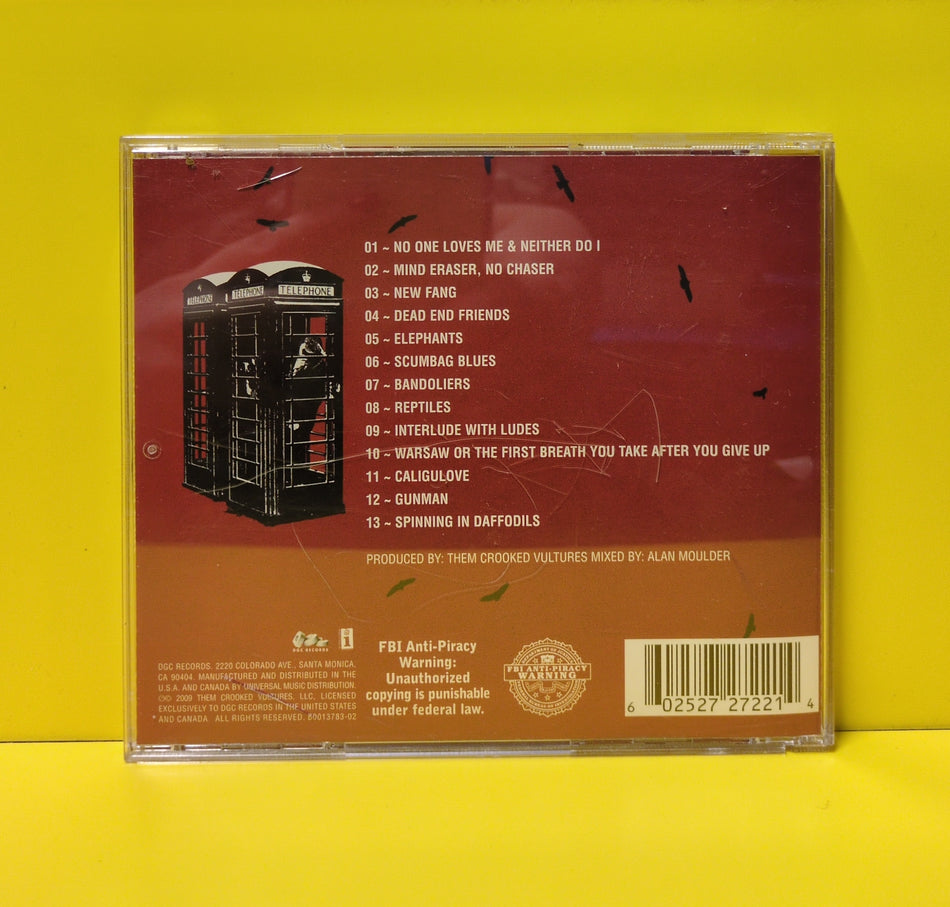 TELEPHONE
TELEPHONE
TELEPHONE
01 ~ NO ONE LOVES ME & NEITHER DO I
02 ~ MIND ERASER, NO CHASER
03 ~ NEW FANG
04 ~ DEAD END FRIENDS
05 ~ ELEPHANTS
06 ~ SCUMBAG BLUES
07 ~ BANDOLIERS
08 ~ REPTILES
09 ~ INTERLUDE WITH LUDES
10 ~ WARSAW OR THE FIRST BREATH YOU TAKE AFTER YOU GIVE UP
11 ~ CALIGULOVE
12 ~ GUNMAN
13 ~ SPINNING IN DAFFODILS
PRODUCED BY: THEM CROOKED VULTURES MIXED BY: ALAN MOULDER
DGC RECORDS
DGC RECORDS, 2220 COLORADO AVE., SANTA MONICA,
CA 90404. MANUFACTURED AND DISTRIBUTED IN THE
U.S.A. AND CANADA BY UNIVERSAL MUSIC DISTRIBUTION.
2009 THEM CROOKED VULTURES, LLC. LICENSED
EXCLUSIVELY TO DGC RECORDS IN THE UNITED STATES
AND CANADA ALL RIGHTS RESERVED. B0013783-02
FBI Anti-Piracy
Warning:
Unauthorized
copying is punishable
under federal law.
FBI ANTI-PIRACY
WARNING
6 02527 27221 4